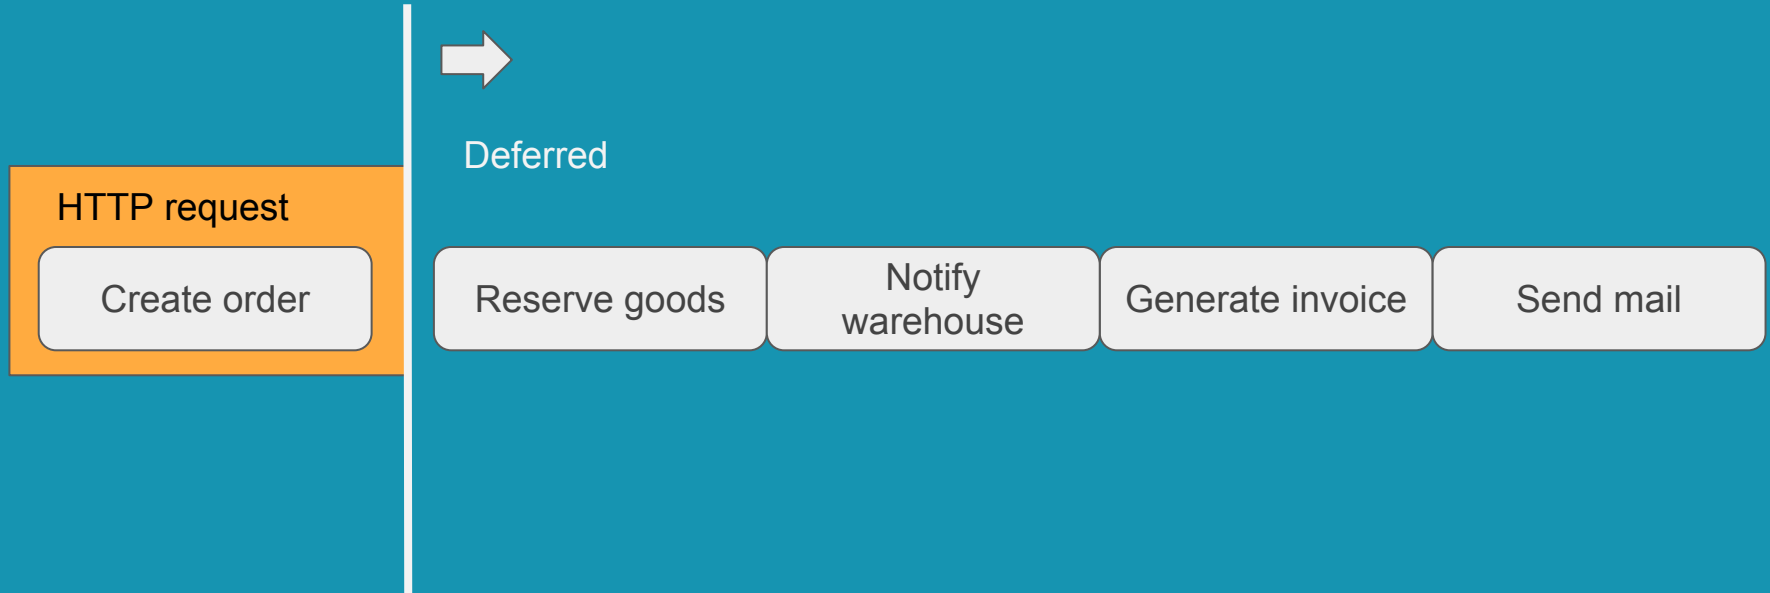 Deferred
HTTP request
Create order
Reserve goods
Notify
warehouse
Generate invoice
Send mail